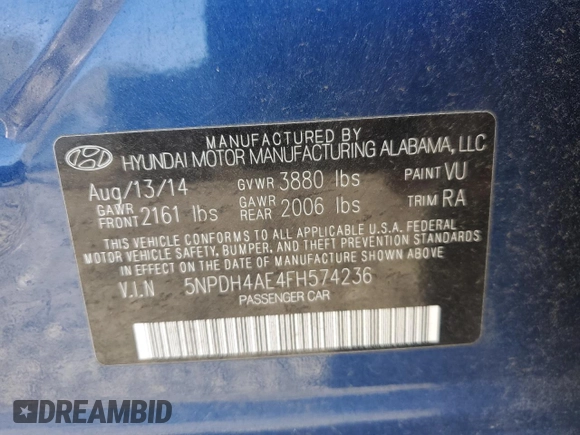 MANUFACTURED BY
HYUNDAI MOTOR MANUFACTURING ALABAMA, LLC
Aug/13/14 GVWR 3880 lbs PAINT VU
GAWR FRONT 2161 lbs GAWR REAR 2006 lbs TRIM RA
THIS VEHICLE CONFORMS TO ALL APPLICABLE U.S.A. FEDERAL
MOTOR VEHICLE SAFETY, BUMPER, AND THEFT PREVENTION STANDARDS
IN EFFECT ON THE DATE OF MANUFACTURE SHOWN ABOVE.
V.I.N 5NPDH4AE4FH574236
PASSENGER CAR
DREAMBID